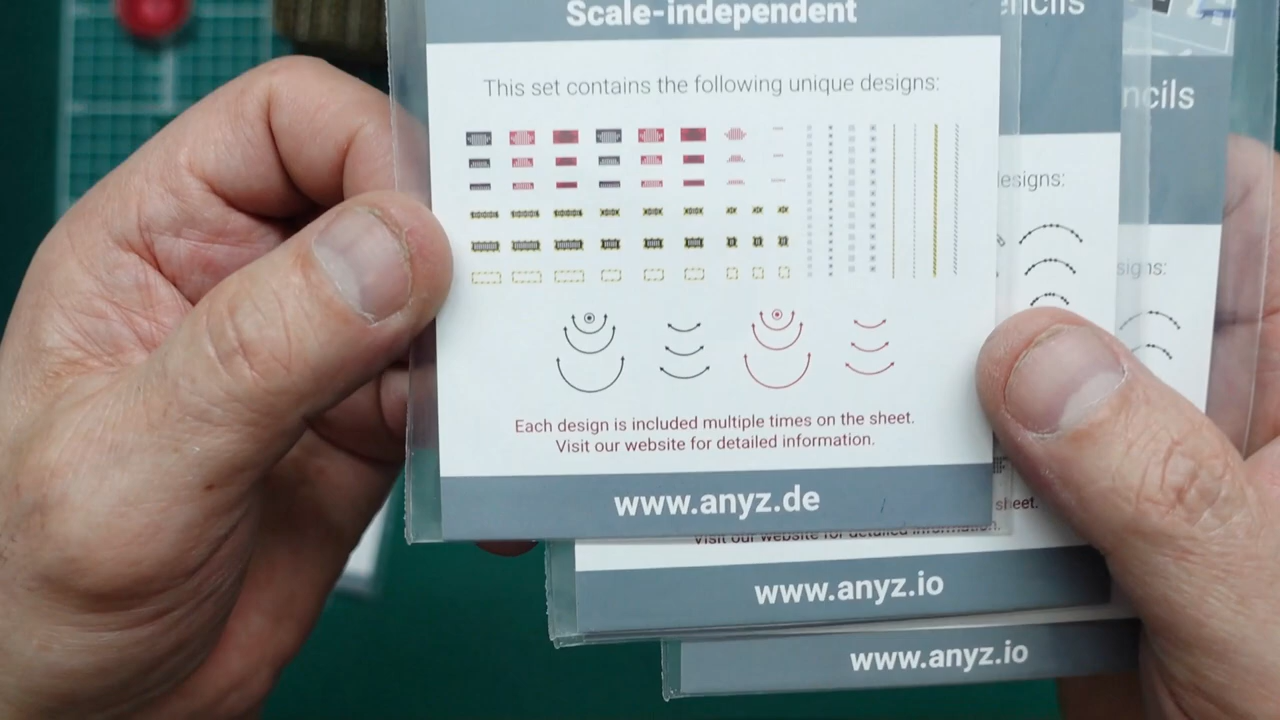 Scale-independent
This set contains the following unique designs:
Each design is included multiple times on the sheet.
Visit our website for detailed information.
www.anyz.de
ncils
esigns:
sheet.
Visit our website for detailed information.
www.anyz.io
ncils
www.anyz.io